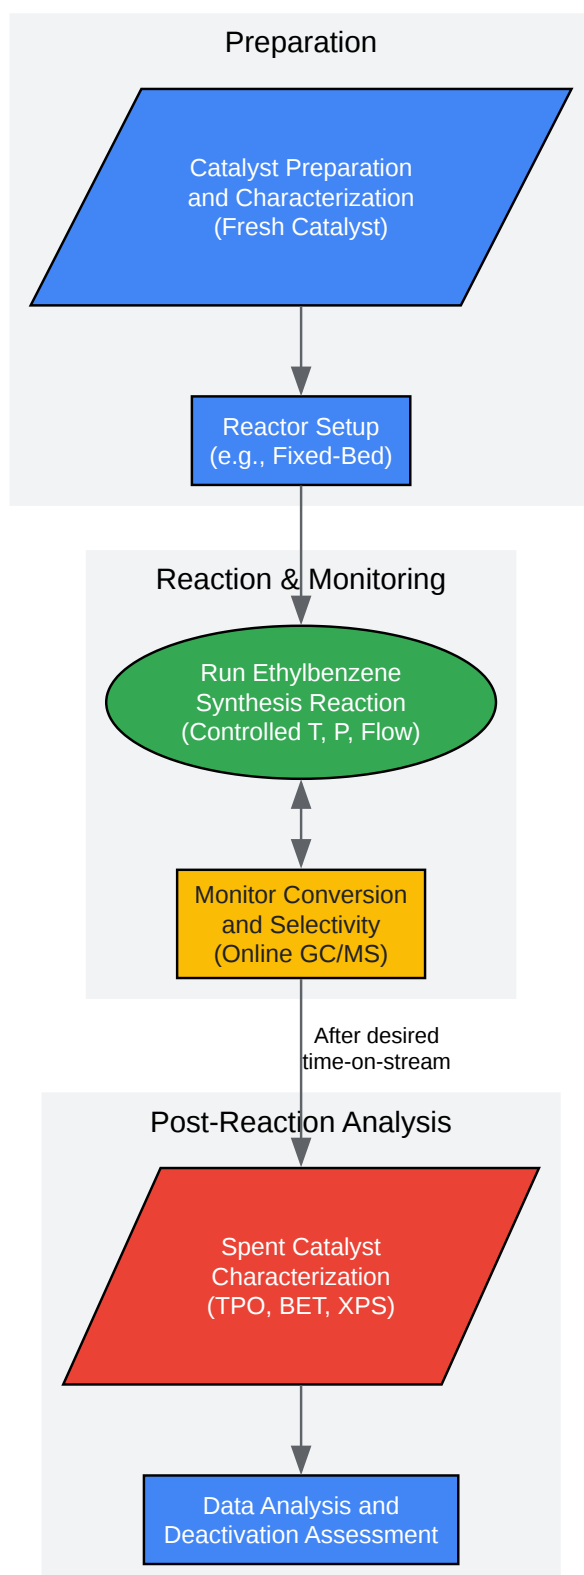 Preparation
Catalyst Preparation
and Characterization
(Fresh Catalyst)
Reactor Setup
(e.g., Fixed-Bed)
Reaction & Monitoring
Run Ethylbenzene
Synthesis Reaction
(Controlled T, P, Flow)
Monitor Conversion
and Selectivity
(Online GC/MS)
After desired
time-on-stream
Post-Reaction Analysis
Spent Catalyst
Characterization
(TPO, BET, XPS)
Data Analysis and
Deactivation Assessment